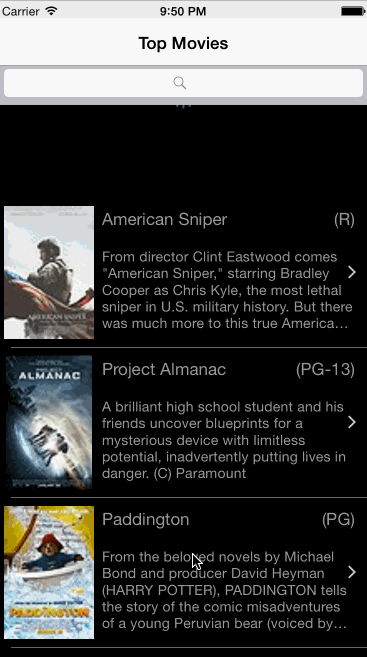 Carrier 9:50 PM
Top Movies
American Sniper (R)
From director Clint Eastwood comes
"American Sniper," starring Bradley
Cooper as Chris Kyle, the most lethal
sniper in U.S. military history. But there
was much more to this true America…
AMERICAN SNIPER
Project Almanac (PG-13)
ALMANAC
A brilliant high school student and his
friends uncover blueprints for a
mysterious device with limitless
potential, inadvertently putting lives in
danger. (C) Paramount
Paddington (PG)
From the beloved novels by Michael
Bond and producer David Heyman
(HARRY POTTER), PADDINGTON tells
the story of the comic misadventures
of a young Peruvian bear (voiced by…
PADDINGTON